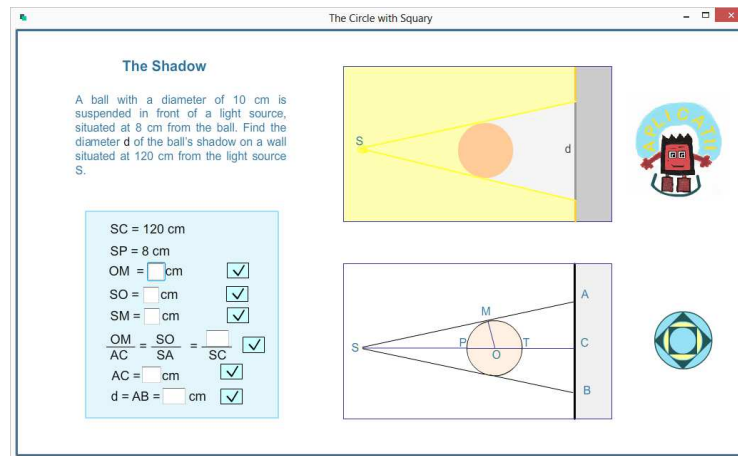 The Circle with Squary
The Shadow
A ball with a diameter of 10 cm is
suspended in front of a light source,
situated at 8 cm from the ball. Find the
diameter d of the ball's shadow on a wall
situated at 120 cm from the light source
S.
SC = 120 cm
SP = 8 cm
OM = cm
SO = cm
SM = cm
OM = SO =
AC SA SC
AC = cm
d = AB = cm
S
d
APLICATU
M
A
S
P
O
T
C
B